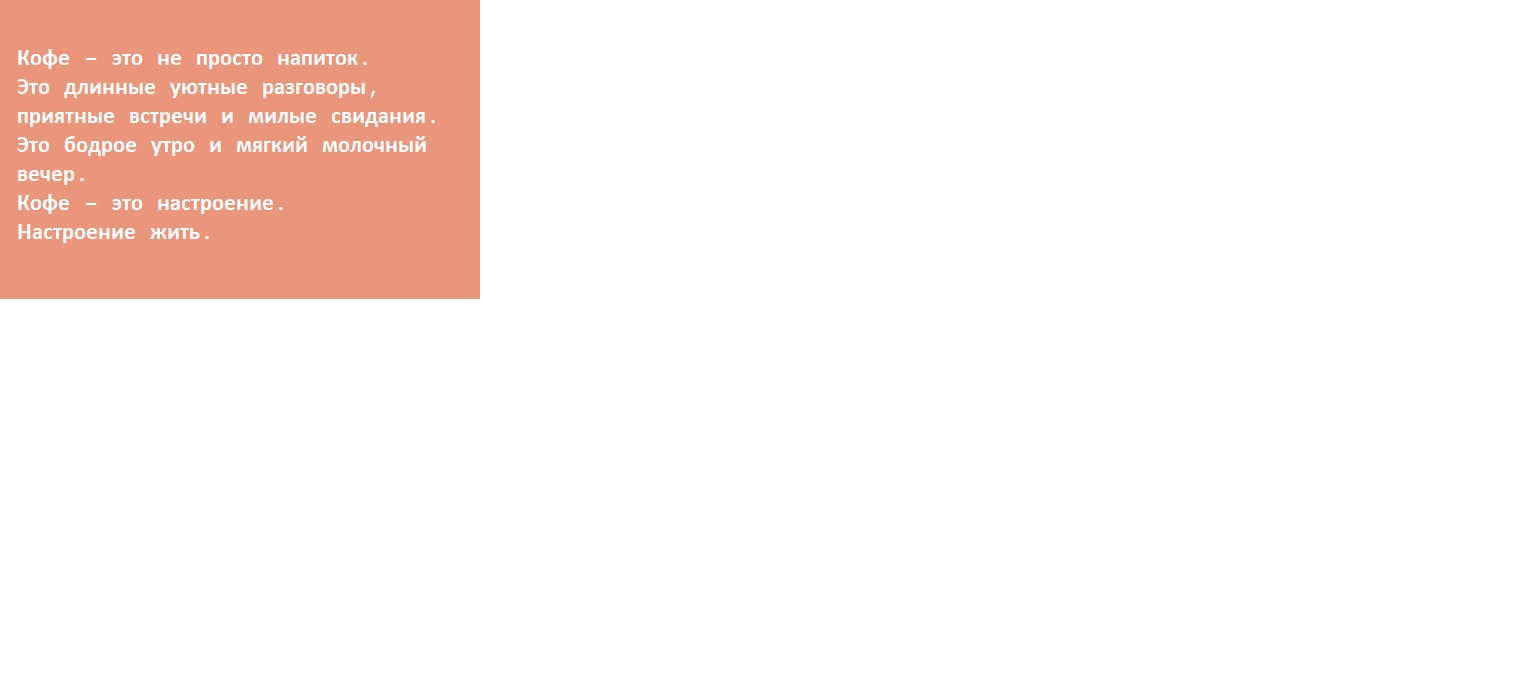 Кофе – это не просто напиток.
Это длинные уютные разговоры,
приятные встречи и милые свидания.
Это бодрое утро и мягкий молочный
вечер.
Кофе – это настроение.
Настроение жить.